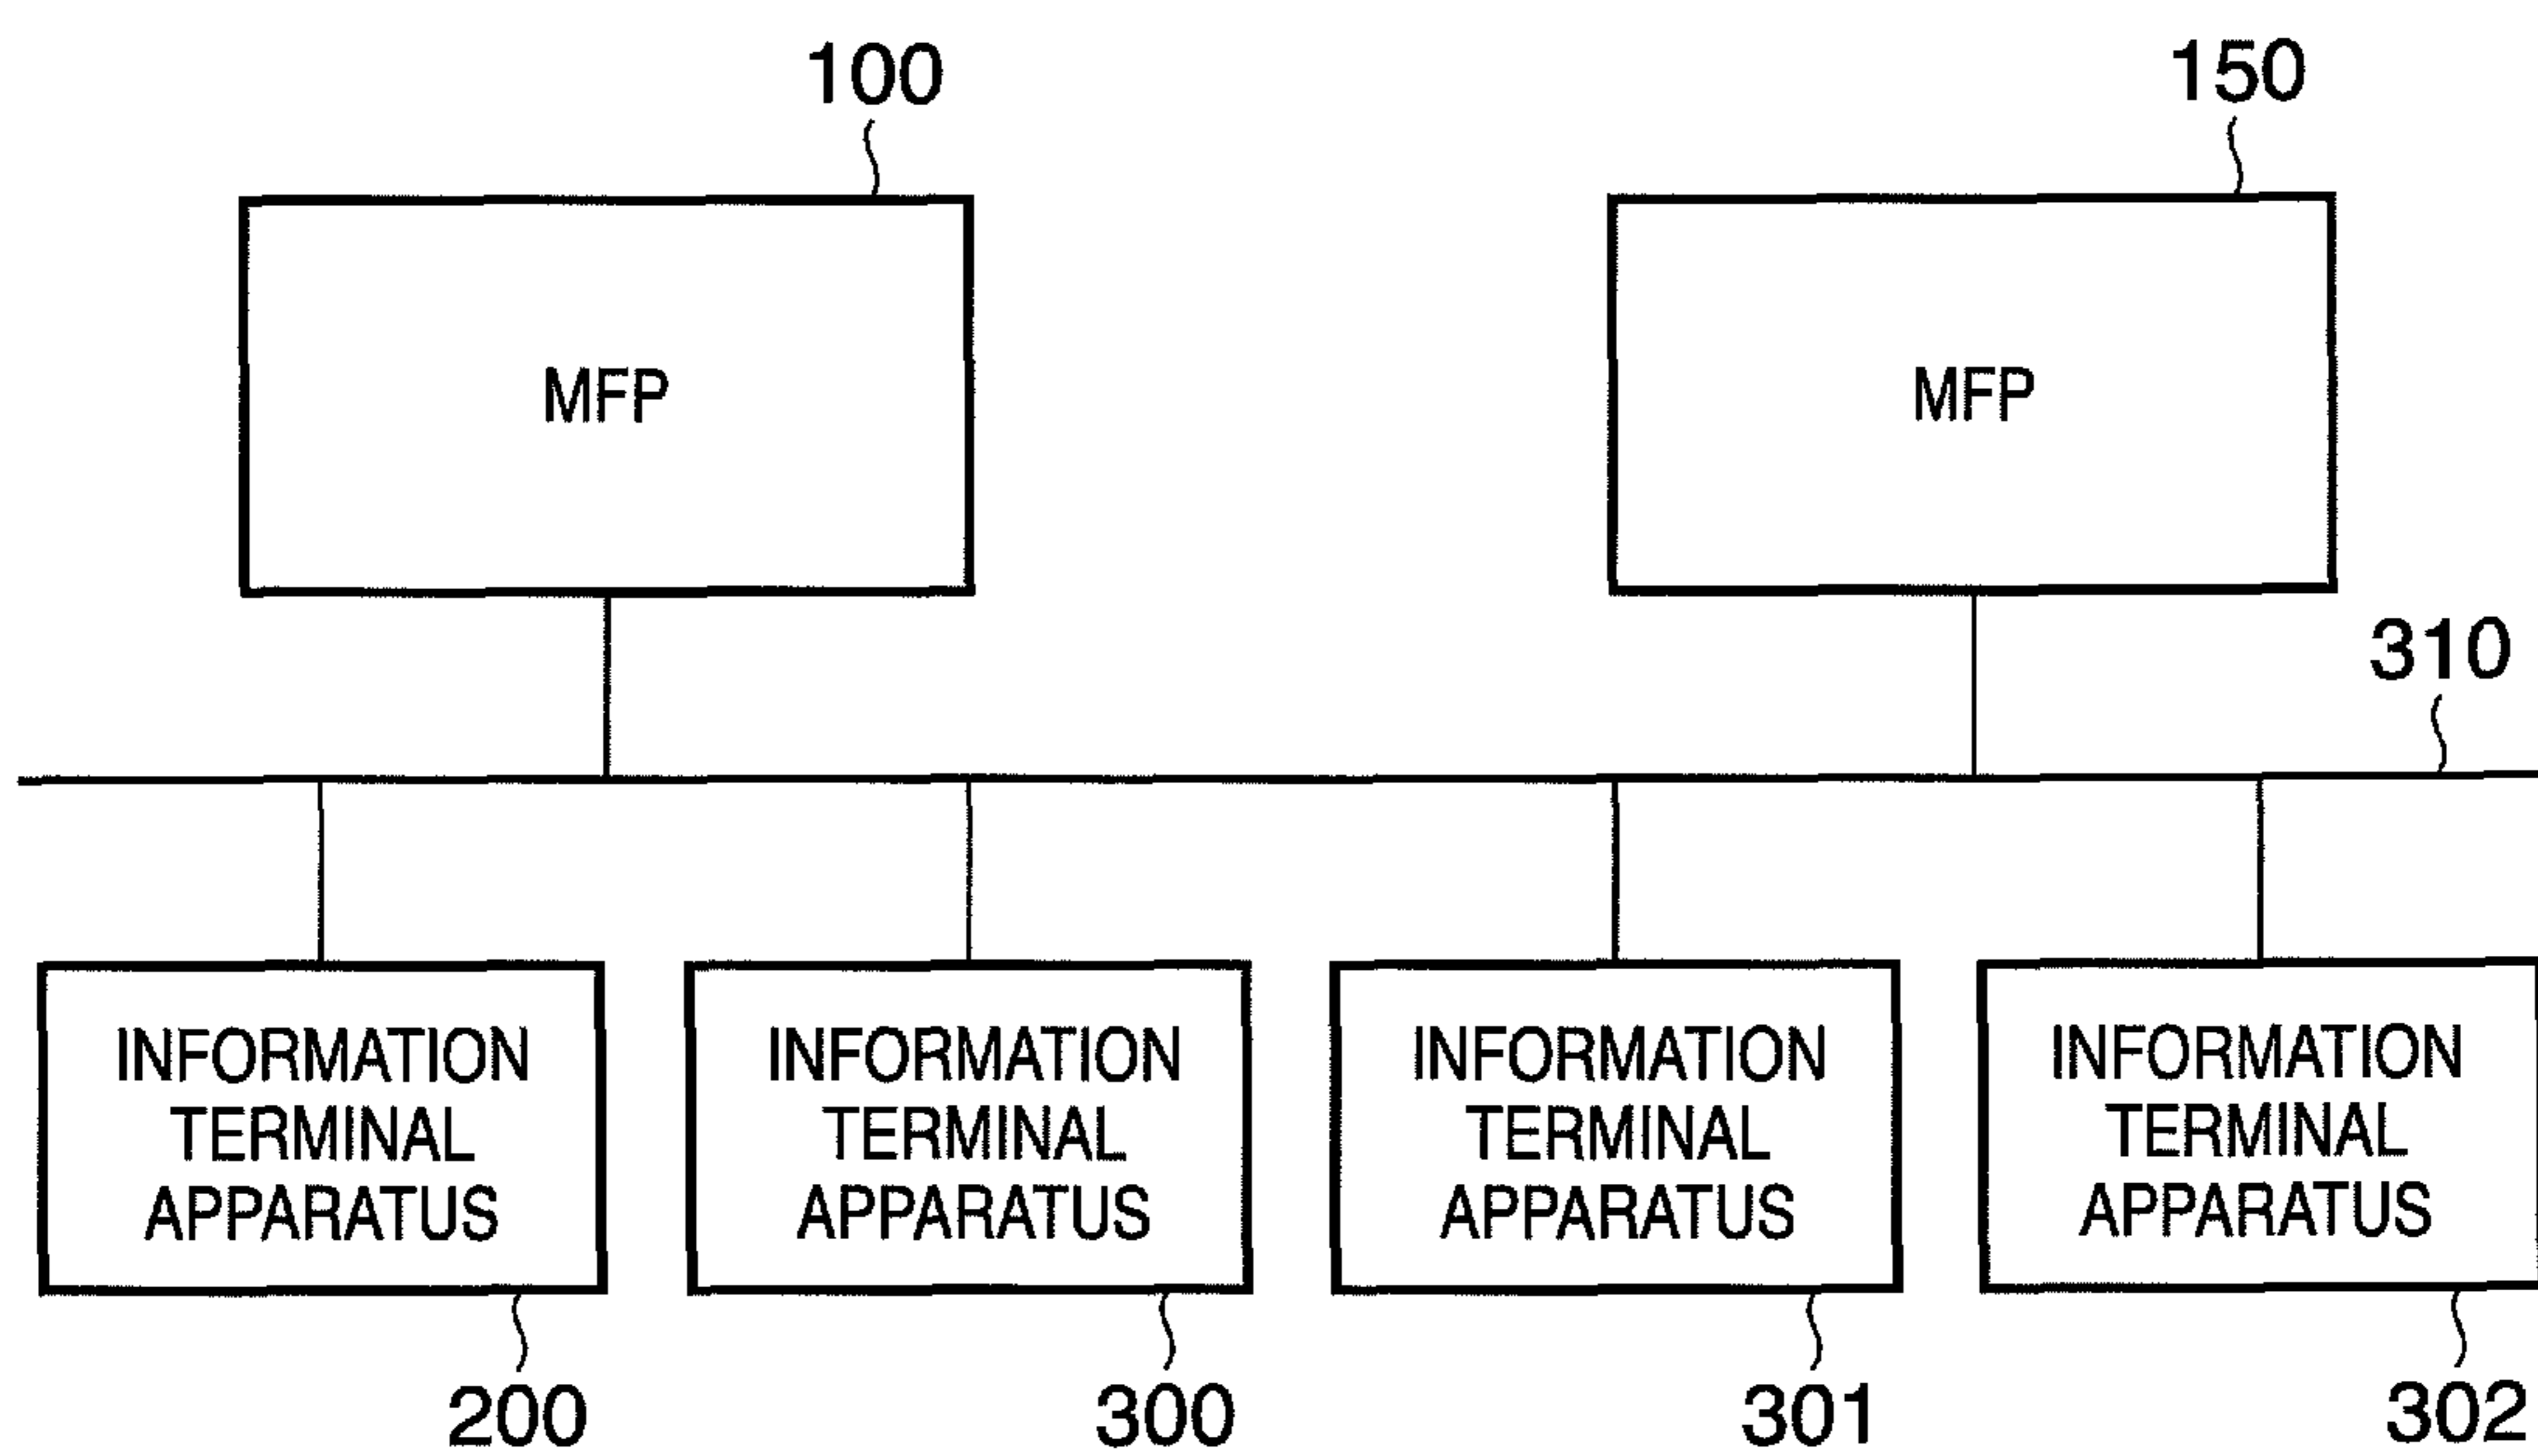 100
150
MFP
MFP
310
INFORMATION
TERMINAL
APPARATUS
INFORMATION
TERMINAL
APPARATUS
INFORMATION
TERMINAL
APPARATUS
INFORMATION
TERMINAL
APPARATUS
200
300
301
302